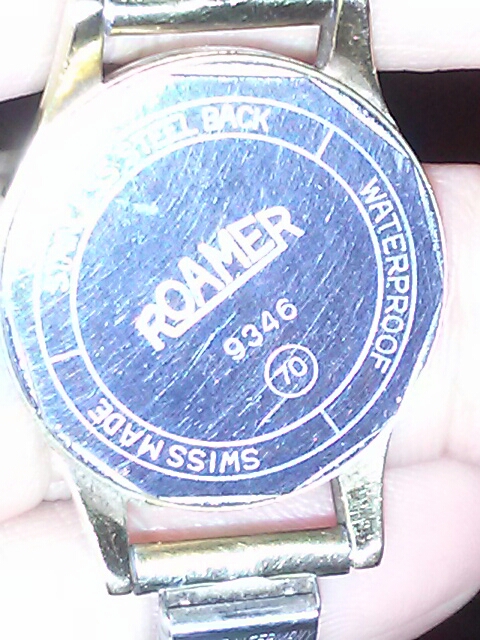 STEEL BACK
WATERPROOF
SWISS MADE
ROAMER
9346
70